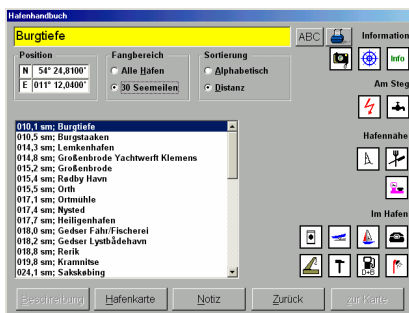 Hafenhandbuch
Burgtiefe
ABC
Information
Position
Fangbereich
Sortierung
N 54° 24,8100'
E 011° 12,0400'
Alle Häfen
30 Seemeilen
Alphabetisch
Distanz
Info
Am Steg
Hafennähe
Im Hafen
D+B
010,1 sm; Burgtiefe
010,5 sm; Burgstaaken
014,3 sm; Lemkenhafen
014,8 sm; Großenbrode Yachtwerft Klemens
015,2 sm; Großenbrode
015,4 sm; Rødby Havn
015,5 sm; Orth
017,1 sm; Ortmühle
017,4 sm; Nysted
017,7 sm; Heiligenhafen
018,0 sm; Gedser Fähr/Fischerei
018,2 sm; Gedser Lystbådehavn
018,8 sm; Rerik
019,8 sm; Kramnitse
024,1 sm; Sakskøbing
Beschreibung
Hafenkarte
Notiz
Zurück
zur Karte